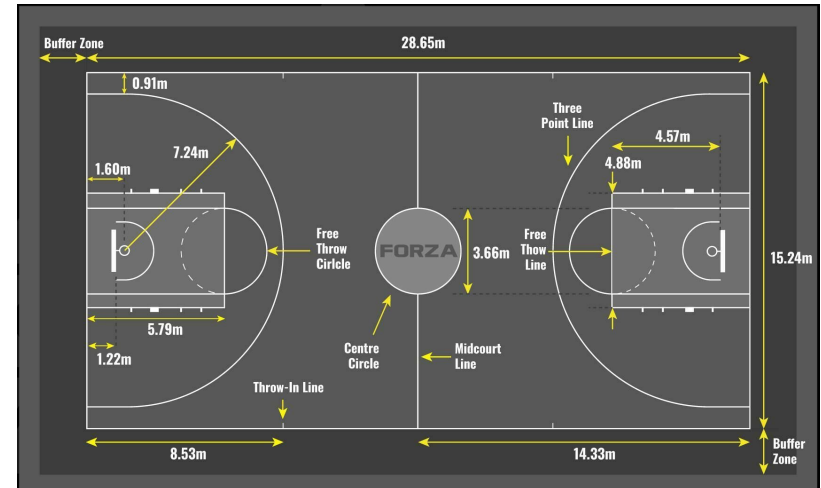 Buffer Zone
28.65m
0.91m
Three
Point Line
7.24m
4.57m
1.60m
4.88m
Free
Throw
Cirlcle
FORZA
3.66m
Free
Thow
Line
15.24m
5.79m
1.22m
Centre
Circle
Midcourt
Line
Throw-In Line
8.53m
14.33m
Buffer
Zone